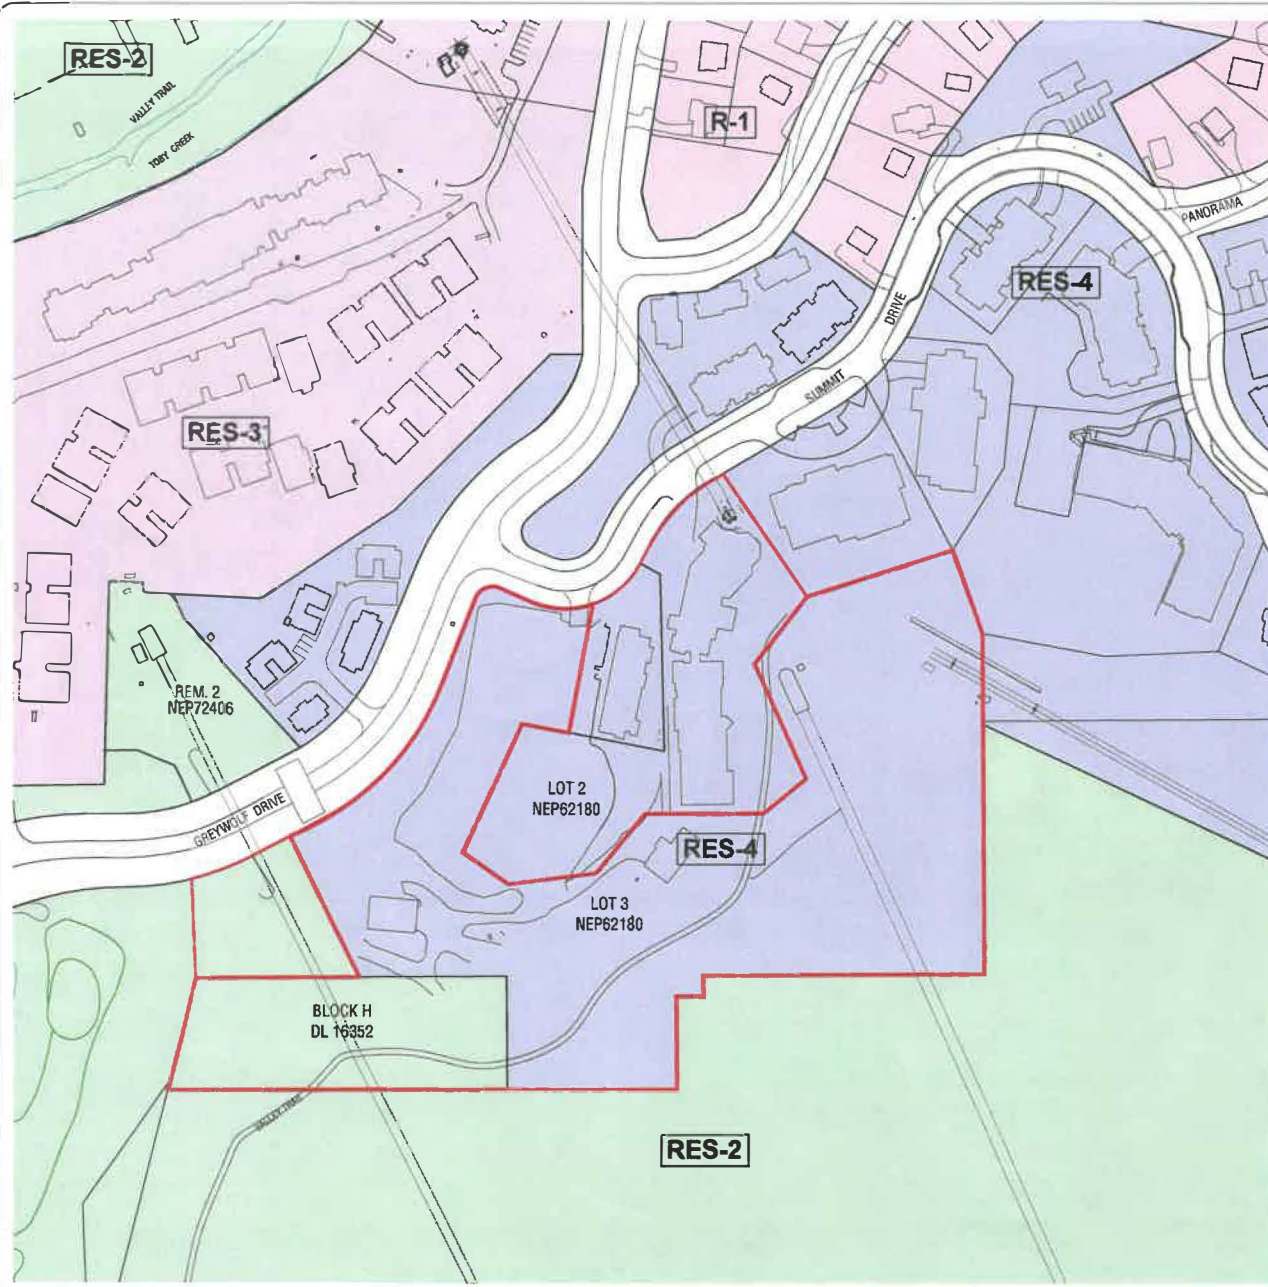 RES-2
VALLEY TRAIL
TOBY CREEK
R-1
PANORAMA
RES-4
DRIVE
SUMMIT
RES-3
REM. 2
NEP72406
LOT 2
NEP62180
GREYWOLF DRIVE
RES-4
LOT 3
NEP62180
BLOCK H
DL 16352
VALLEY TRAIL
RES-2